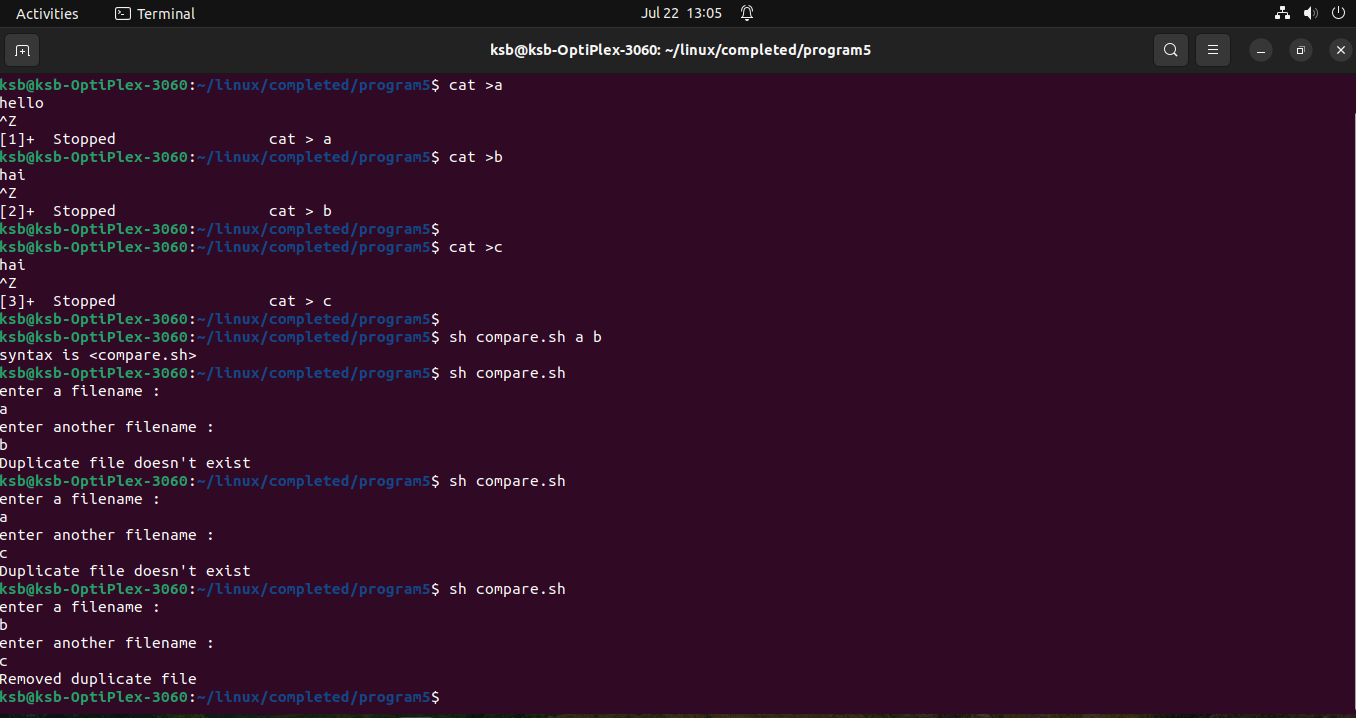 Activities Terminal Jul 22 13:05
ksb@ksb-OptiPlex-3060: ~/linux/completed/program5
ksb@ksb-OptiPlex-3060:~/linux/completed/program5$ cat >a
hello
^Z
[1]+  Stopped                 cat > a
ksb@ksb-OptiPlex-3060:~/linux/completed/program5$ cat >b
hai
^Z
[2]+  Stopped                 cat > b
ksb@ksb-OptiPlex-3060:~/linux/completed/program5$
ksb@ksb-OptiPlex-3060:~/linux/completed/program5$ cat >c
hai
^Z
[3]+  Stopped                 cat > c
ksb@ksb-OptiPlex-3060:~/linux/completed/program5$
ksb@ksb-OptiPlex-3060:~/linux/completed/program5$ sh compare.sh a b
syntax is <compare.sh>
ksb@ksb-OptiPlex-3060:~/linux/completed/program5$ sh compare.sh
enter a filename :
a
enter another filename :
b
Duplicate file doesn't exist
ksb@ksb-OptiPlex-3060:~/linux/completed/program5$ sh compare.sh
enter a filename :
a
enter another filename :
c
Duplicate file doesn't exist
ksb@ksb-OptiPlex-3060:~/linux/completed/program5$ sh compare.sh
enter a filename :
b
enter another filename :
c
Removed duplicate file
ksb@ksb-OptiPlex-3060:~/linux/completed/program5$